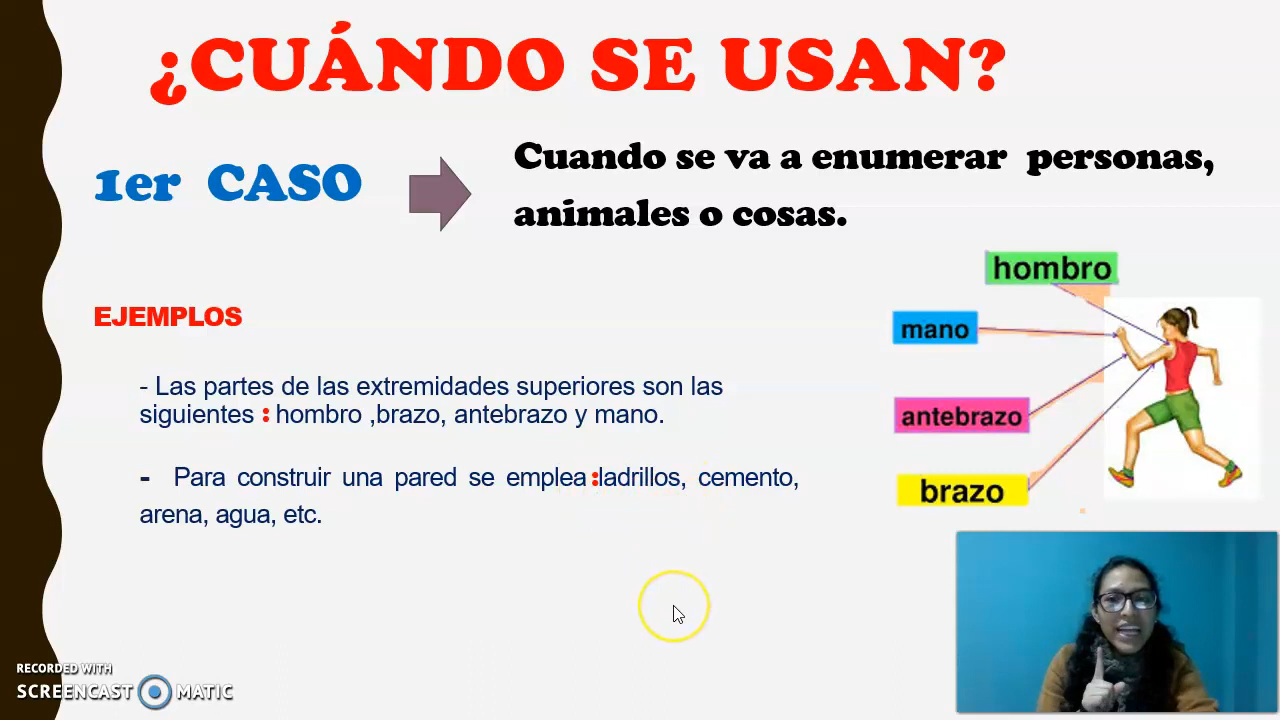 ¿CUÁNDO SE USAN?
1er CASO
Cuando se va a enumerar personas,
animales o cosas.
EJEMPLOS
- Las partes de las extremidades superiores son las
siguientes : hombro ,brazo, antebrazo y mano.
- Para construir una pared se emplea :ladrillos, cemento,
arena, agua, etc.
hombro
mano
antebrazo
brazo
RECORDED WITH
SCREENCAST MATIC